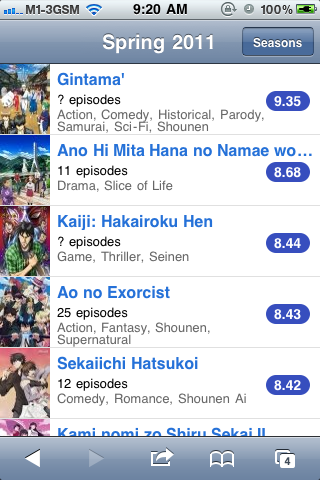 M1-3GSM 9:20 AM 100%
Spring 2011
Seasons
Gintama'
? episodes
9.35
Action, Comedy, Historical, Parody,
Samurai, Sci-Fi, Shounen
Ano Hi Mita Hana no Namae wo...
11 episodes
8.68
Drama, Slice of Life
Kaiji: Hakairoku Hen
? episodes
8.44
Game, Thriller, Seinen
Ao no Exorcist
25 episodes
8.43
Action, Fantasy, Shounen,
Supernatural
Sekaiichi Hatsukoi
12 episodes
8.42
Comedy, Romance, Shounen Ai
Kami nomi zo Shiru Sekai II
4